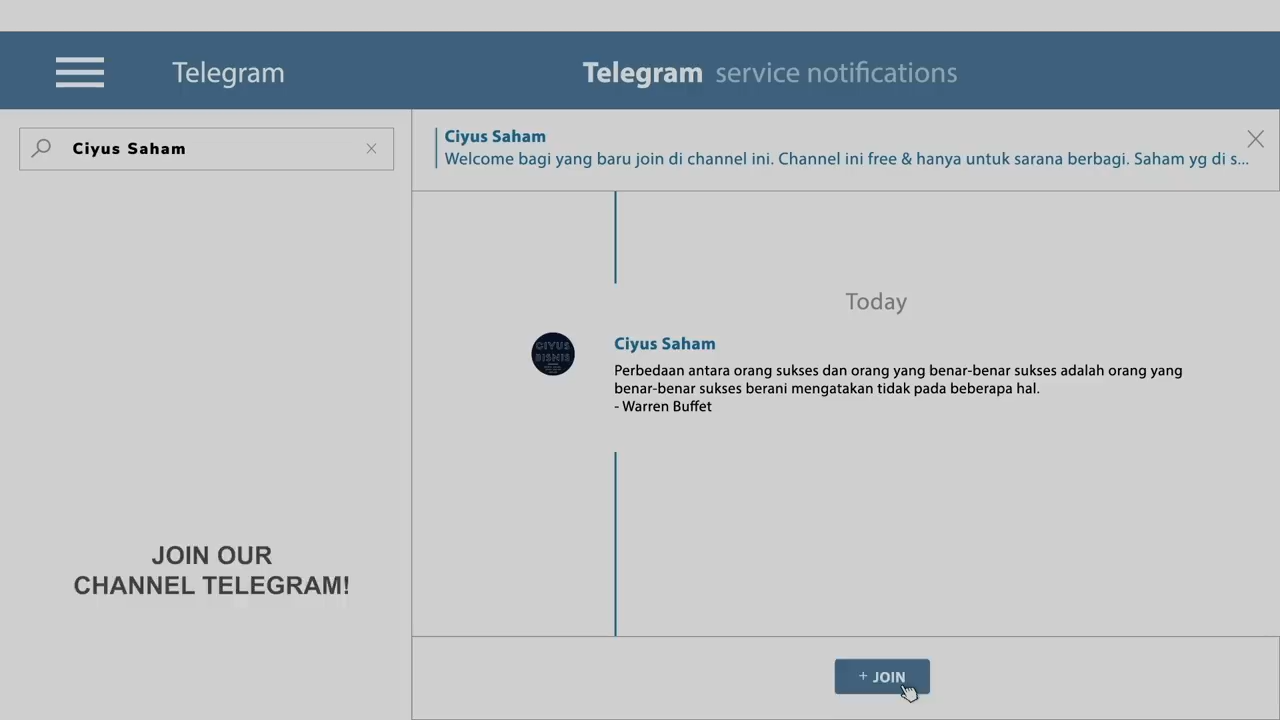 Telegram
Telegram service notifications
Ciyus Saham
Ciyus Saham
Welcome bagi yang baru join di channel ini. Channel ini free & hanya untuk sarana berbagi. Saham yg di s...
Today
CIYUS
BISNIS
Ciyus Saham
Perbedaan antara orang sukses dan orang yang benar-benar sukses adalah orang yang
benar-benar sukses berani mengatakan tidak pada beberapa hal.
- Warren Buffet
JOIN OUR
CHANNEL TELEGRAM!
+ JOIN